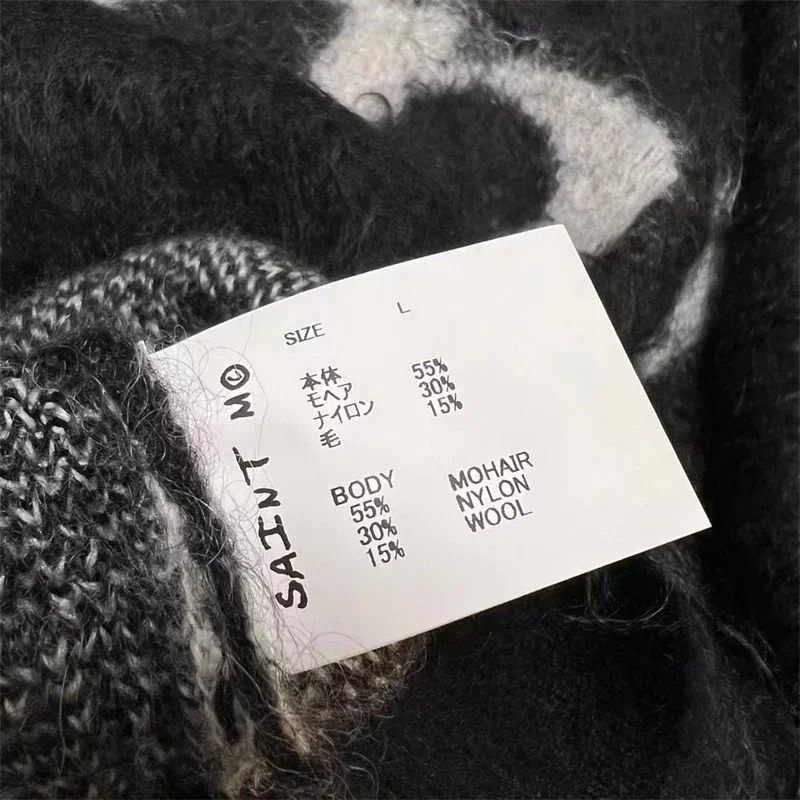 SAINT M
SIZE L
本体
モヘア 55%
ナイロン 30%
毛 15%
BODY
55% MOHAIR
30% NYLON
15% WOOL